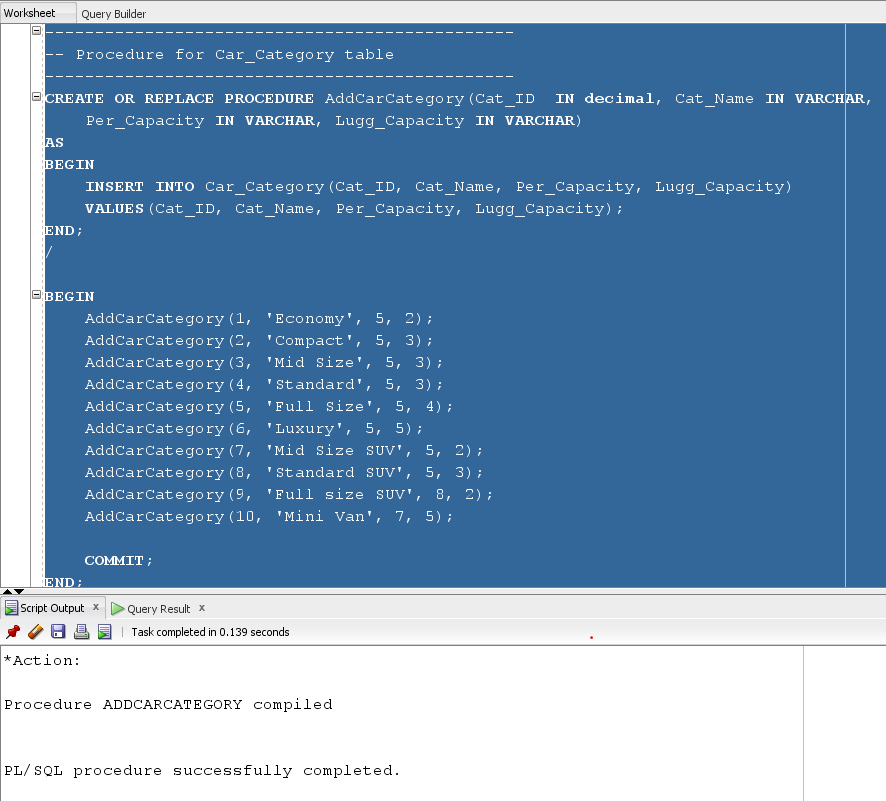 Worksheet Query Builder
-----------------------------------------------
-- Procedure for Car_Category table
-----------------------------------------------
CREATE OR REPLACE PROCEDURE AddCarCategory(Cat_ID  IN decimal, Cat_Name IN VARCHAR,
    Per_Capacity IN VARCHAR, Lugg_Capacity IN VARCHAR)
AS
BEGIN
    INSERT INTO Car_Category(Cat_ID, Cat_Name, Per_Capacity, Lugg_Capacity)
    VALUES(Cat_ID, Cat_Name, Per_Capacity, Lugg_Capacity);
END;
/
BEGIN
    AddCarCategory(1, 'Economy', 5, 2);
    AddCarCategory(2, 'Compact', 5, 3);
    AddCarCategory(3, 'Mid Size', 5, 3);
    AddCarCategory(4, 'Standard', 5, 3);
    AddCarCategory(5, 'Full Size', 5, 4);
    AddCarCategory(6, 'Luxury', 5, 5);
    AddCarCategory(7, 'Mid Size SUV', 5, 2);
    AddCarCategory(8, 'Standard SUV', 5, 3);
    AddCarCategory(9, 'Full size SUV', 8, 2);
    AddCarCategory(10, 'Mini Van', 7, 5);
    COMMIT;
END;
Script Output x Query Result x
Task completed in 0.139 seconds
*Action:
Procedure ADDCARCATEGORY compiled
PL/SQL procedure successfully completed.